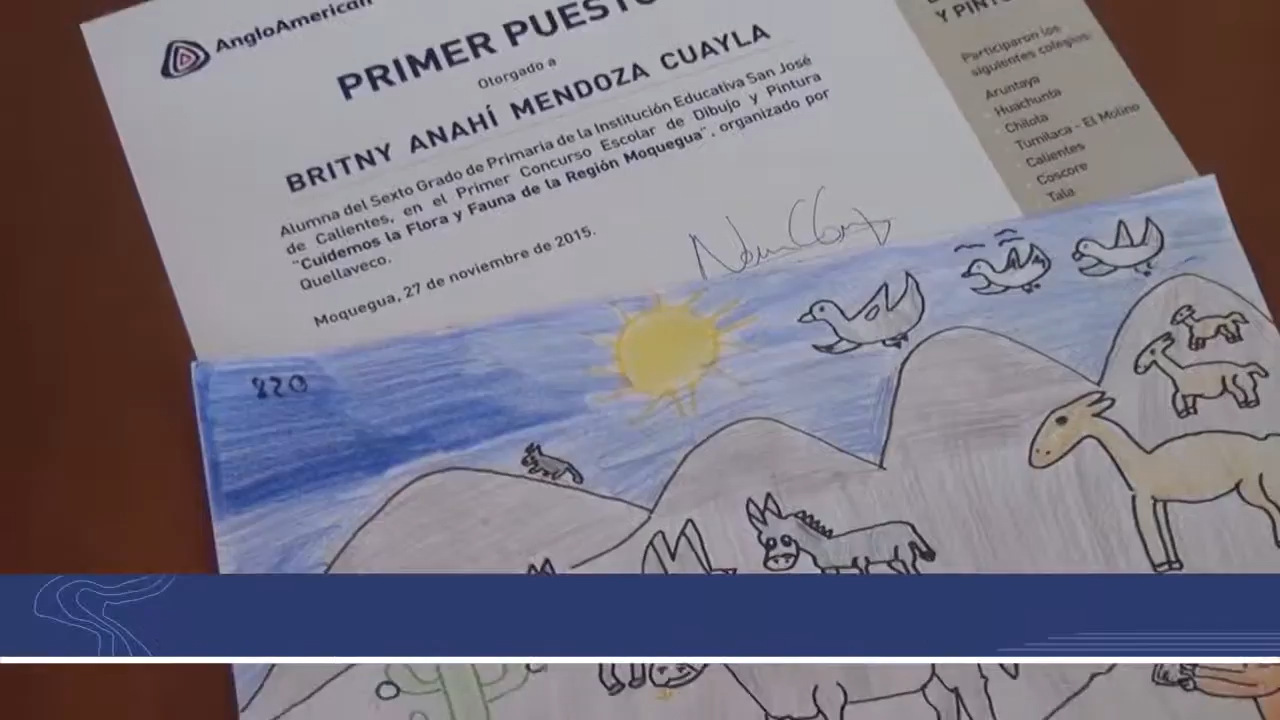 AngloAmerican
PRIMER PUESTO
Otorgado a
BRITNY ANAHÍ MENDOZA CUAYLA
Alumna del Sexto Grado de Primaria de la Institución Educativa San José
de Calientes, en el Primer Concurso Escolar de Dibujo y Pintura
"Cuidemos la Flora y Fauna de la Región Moquegua", organizado por
Quellaveco.
Moquegua, 27 de noviembre de 2015.
Participaron los
siguientes colegios:
Aruntaya
Huachunta
Chilota
Tumilaca - El Molino
Calientes
Coscore
Tala
820